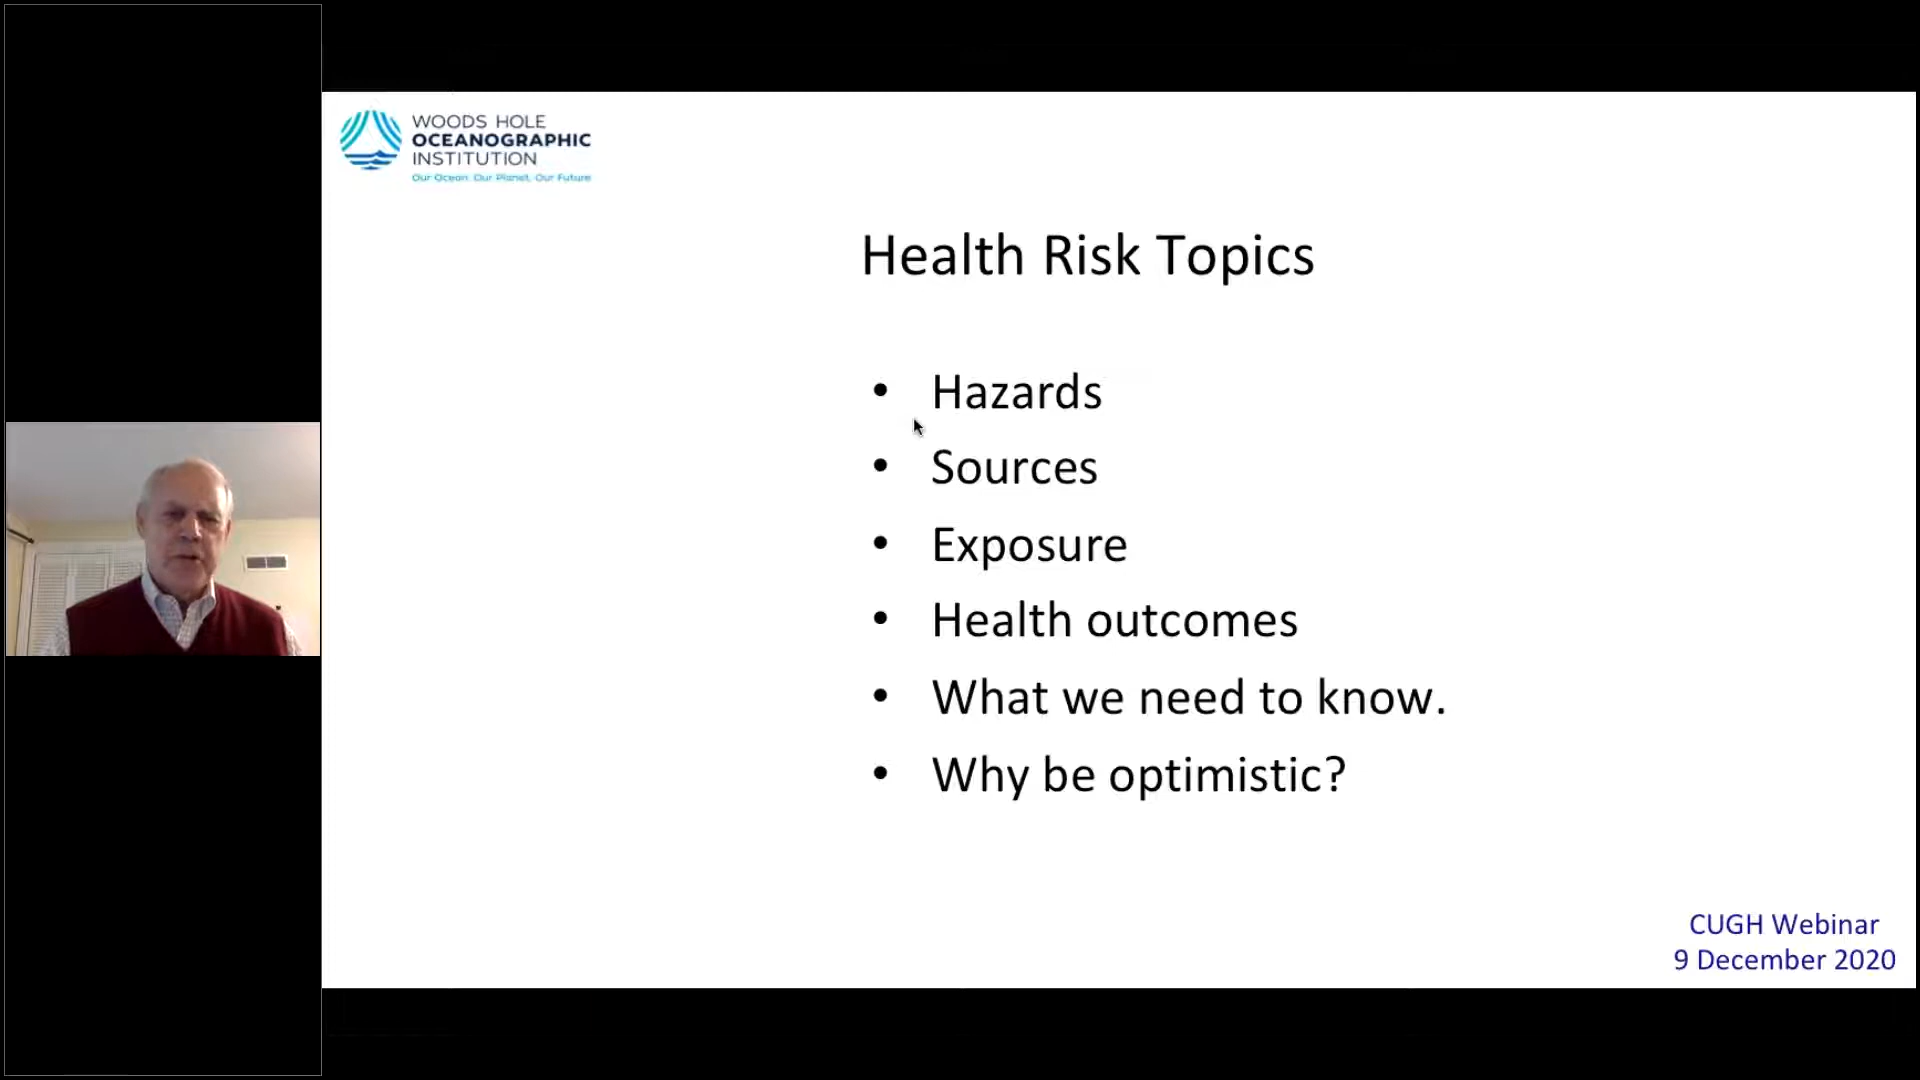 WOODS HOLE
OCEANOGRAPHIC
INSTITUTION
Our Ocean. Our Planet. Our Future
Health Risk Topics
• Hazards
• Sources
• Exposure
• Health outcomes
• What we need to know.
• Why be optimistic?
CUGH Webinar
9 December 2020